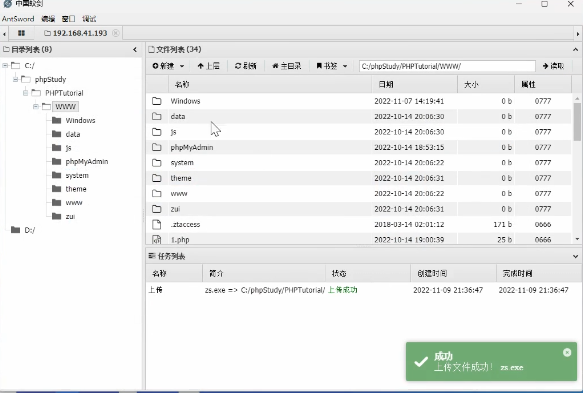 中国蚁剑
AntSword 编辑 窗口 调试
192.168.41.193
目录列表 (8)
C:/
phpStudy
PHPTutorial
WWW
Windows
data
js
phpMyAdmin
system
theme
www
zui
D:/
文件列表 (34)
新建 上层 刷新 主目录 书签 C:/phpStudy/PHPTutorial/WWW/ 读取
名称 日期 大小 属性
Windows 2022-11-07 14:19:41 0 b 0777
data 2022-10-14 20:06:30 0 b 0777
js 2022-10-14 20:06:30 0 b 0777
phpMyAdmin 2022-10-14 18:53:15 0 b 0777
system 2022-10-14 20:06:22 0 b 0777
theme 2022-10-14 20:06:31 0 b 0777
www 2022-10-14 20:06:22 0 b 0777
zui 2022-10-14 20:06:31 0 b 0777
.ztaccess 2018-03-14 02:01:12 171 b 0666
1.php 2022-10-14 19:00:39 25 b 0666
任务列表
名称 简介 状态 创建时间 完成时间
上传 zs.exe => C:/phpStudy/PHPTutorial/ 上传成功 2022-11-09 21:36:47 2022-11-09 21:36:47
成功
上传文件成功! zs.exe